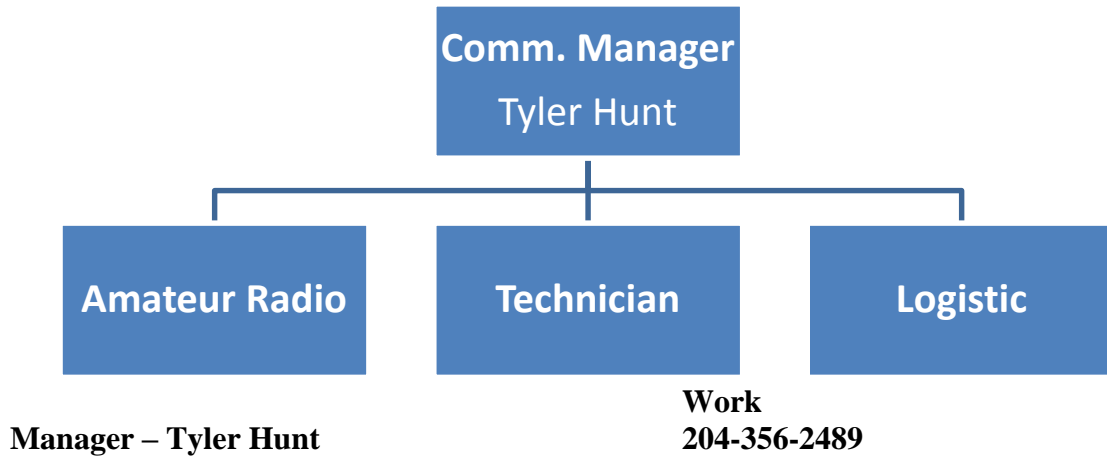 Comm. Manager
Tyler Hunt
Amateur Radio
Technician
Logistic
Work
Manager – Tyler Hunt
204-356-2489